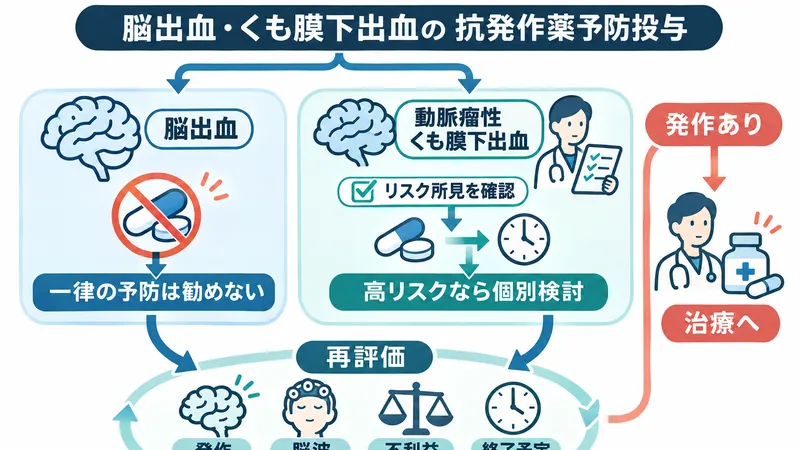 脳出血・くも膜下出血の 抗発作薬予防投与
脳出血
一律の予防は勧めない
動脈瘤性
くも膜下出血
リスク所見を確認
高リスクなら個別検討
発作あり
治療へ
再評価
発作
脳波
不利益
終了予定